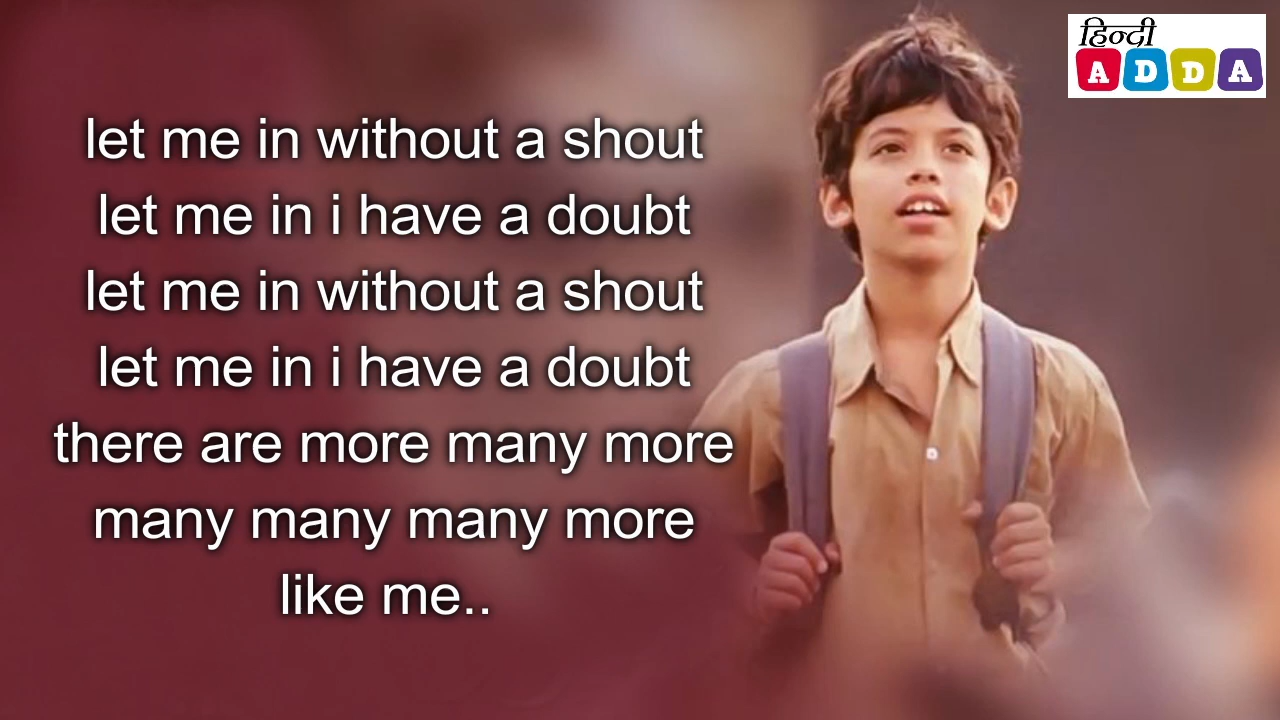 हिन्दी
ADDA
let me in without a shout
let me in i have a doubt
let me in without a shout
let me in i have a doubt
there are more many more
many many many more
like me..